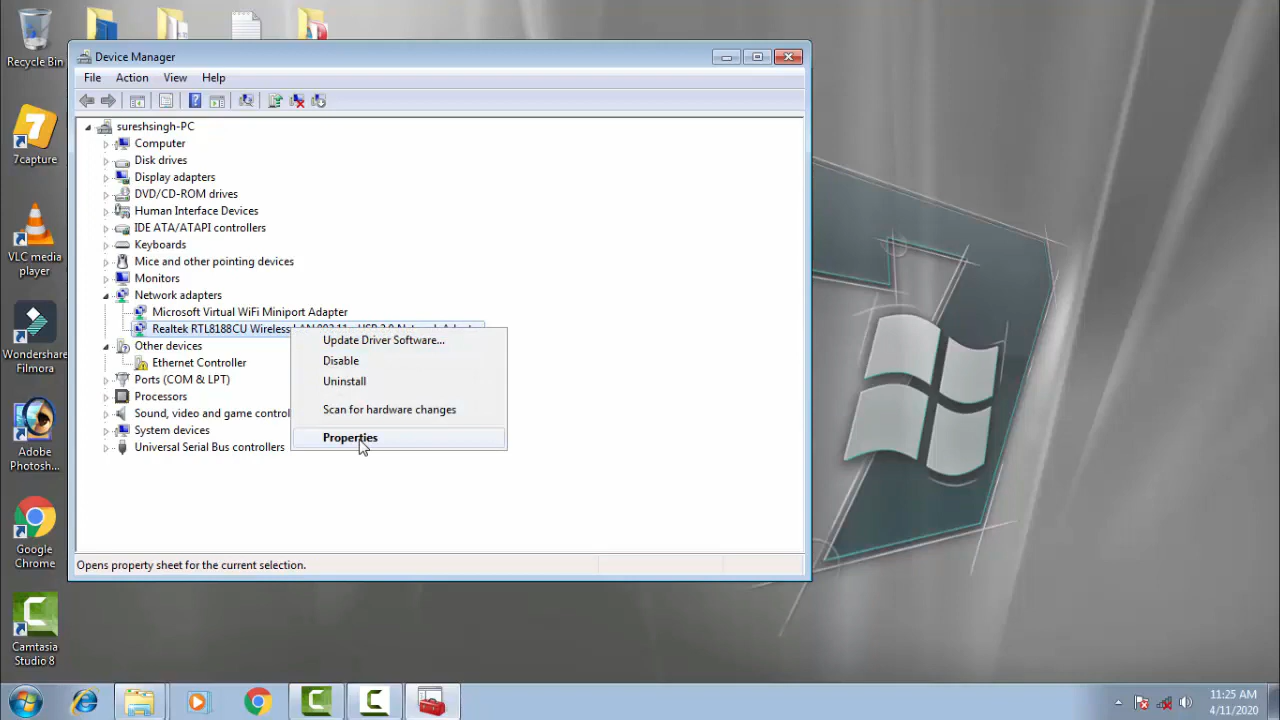 Recycle Bin
7capture
VLC media
player
Wondershare
Filmora
Adobe
Photosh...
Google
Chrome
Camtasia
Studio 8
Device Manager
File Action View Help
sureshsingh-PC
Computer
Disk drives
Display adapters
DVD/CD-ROM drives
Human Interface Devices
IDE ATA/ATAPI controllers
Keyboards
Mice and other pointing devices
Monitors
Network adapters
Microsoft Virtual WiFi Miniport Adapter
Realtek RTL8188CU Wireless
Other devices
Ethernet Controller
Ports (COM & LPT)
Processors
Sound, video and game control
System devices
Universal Serial Bus controllers
Update Driver Software...
Disable
Uninstall
Scan for hardware changes
Properties
Opens property sheet for the current selection.
11:25 AM
4/11/2020